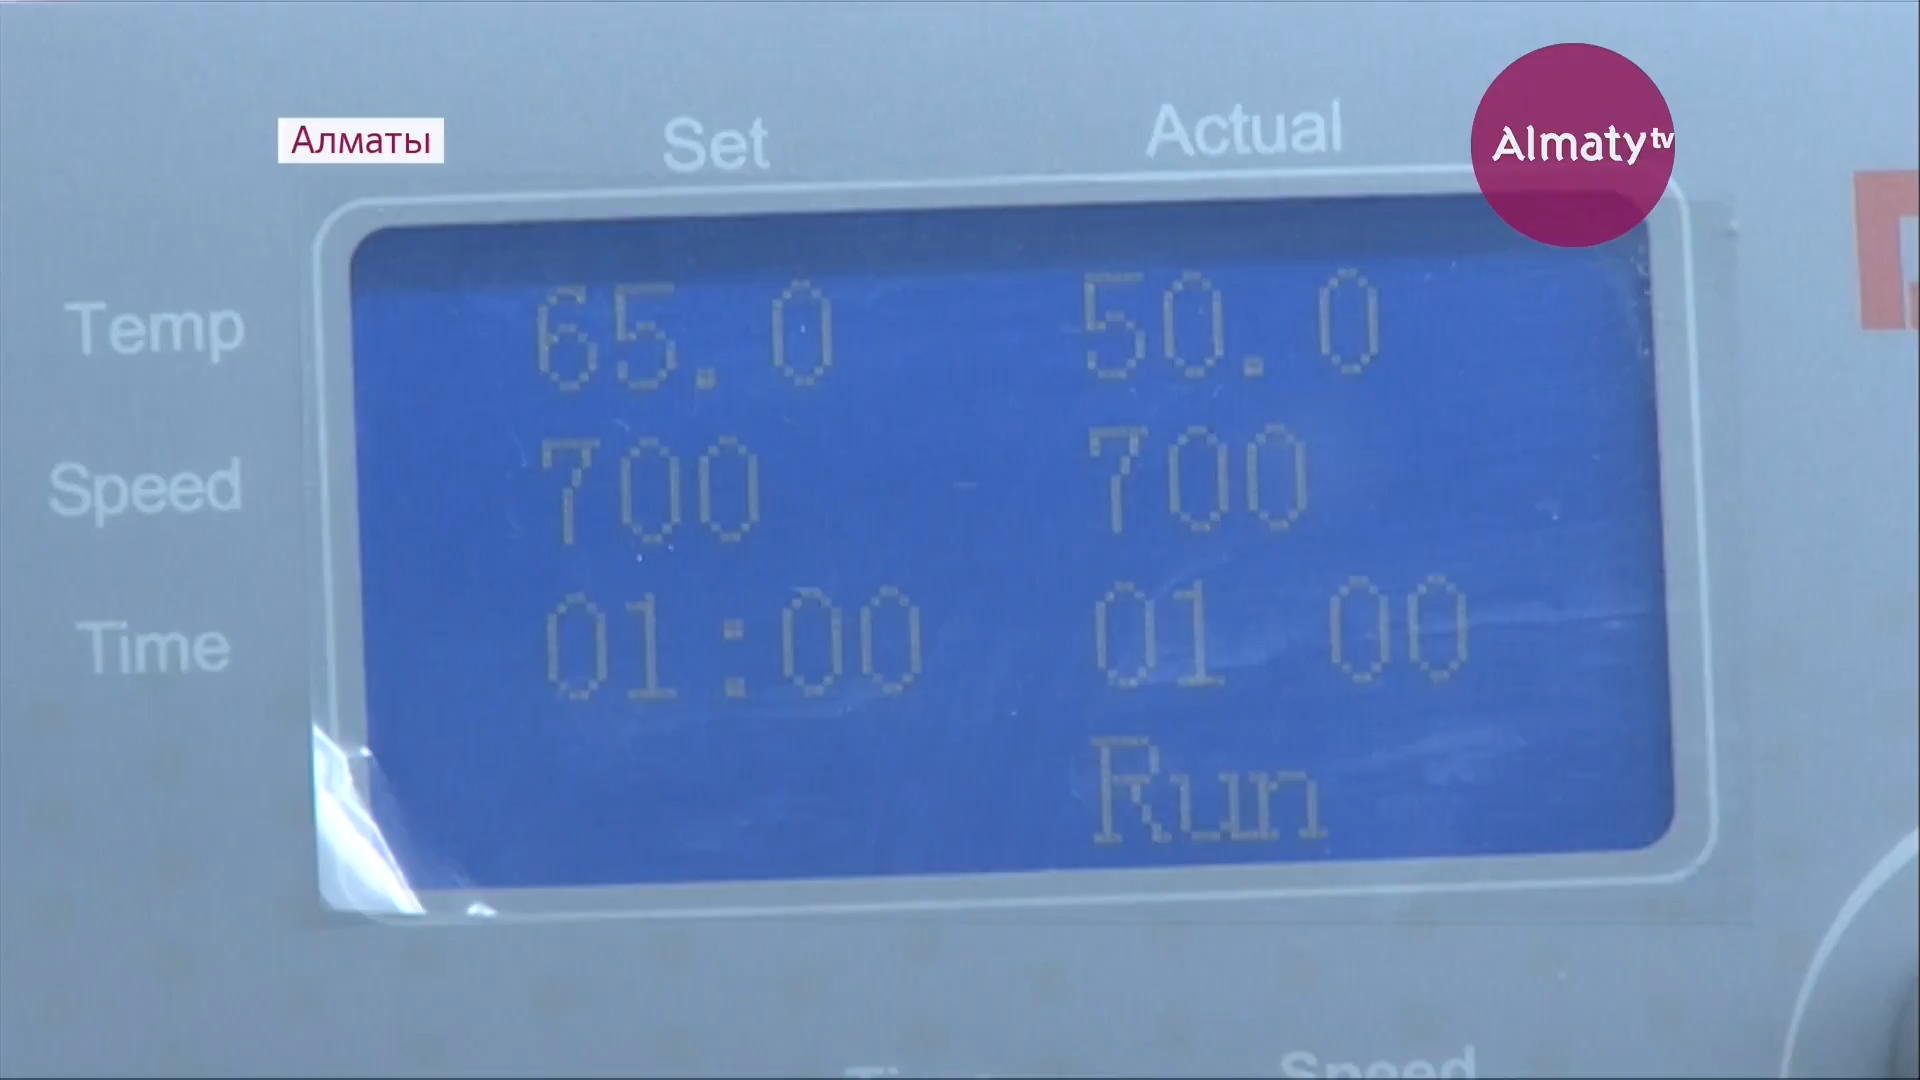 Алматы
Almaty tv
Set Actual
Temp 65.0 50.0
Speed 700 700
Time 01:00 01 00
Run
Speed